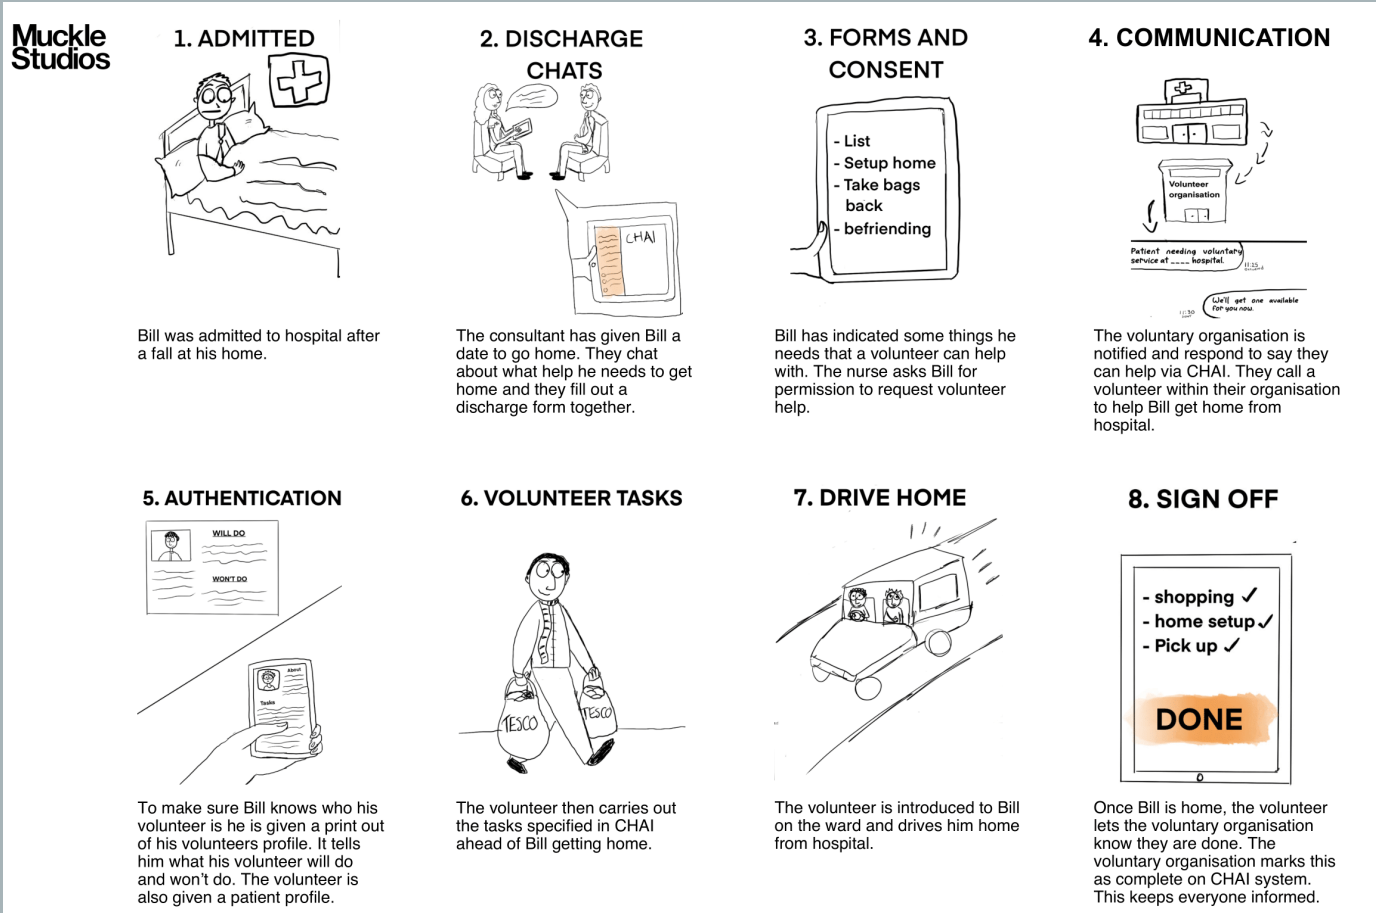 Muckle
Studios
1. ADMITTED
Bill was admitted to hospital after
a fall at his home.
2. DISCHARGE
CHATS
CHAI
The consultant has given Bill a
date to go home. They chat
about what help he needs to get
home and they fill out a
discharge form together.
3. FORMS AND
CONSENT
- List
- Setup home
- Take bags
back
- befriending
Bill has indicated some things he
needs that a volunteer can help
with. The nurse asks Bill for
permission to request volunteer
help.
4. COMMUNICATION
Volunteer
organisation
Patient needing voluntary
service at ____ hospital.
11:25
We'll get one available
for you now.
11:30
The voluntary organisation is
notified and respond to say they
can help via CHAI. They call a
volunteer within their organisation
to help Bill get home from
hospital.
5. AUTHENTICATION
WILL DO
WON'T DO
About
Tasks
To make sure Bill knows who his
volunteer is he is given a print out
of his volunteers profile. It tells
him what his volunteer will do
and won't do. The volunteer is
also given a patient profile.
6. VOLUNTEER TASKS
TESCO
TESCO
The volunteer then carries out
the tasks specified in CHAI
ahead of Bill getting home.
7. DRIVE HOME
The volunteer is introduced to Bill
on the ward and drives him home
from hospital.
8. SIGN OFF
- shopping ✓
- home setup ✓
- Pick up ✓
DONE
Once Bill is home, the volunteer
lets the voluntary organisation
know they are done. The
voluntary organisation marks this
as complete on CHAI system.
This keeps everyone informed.